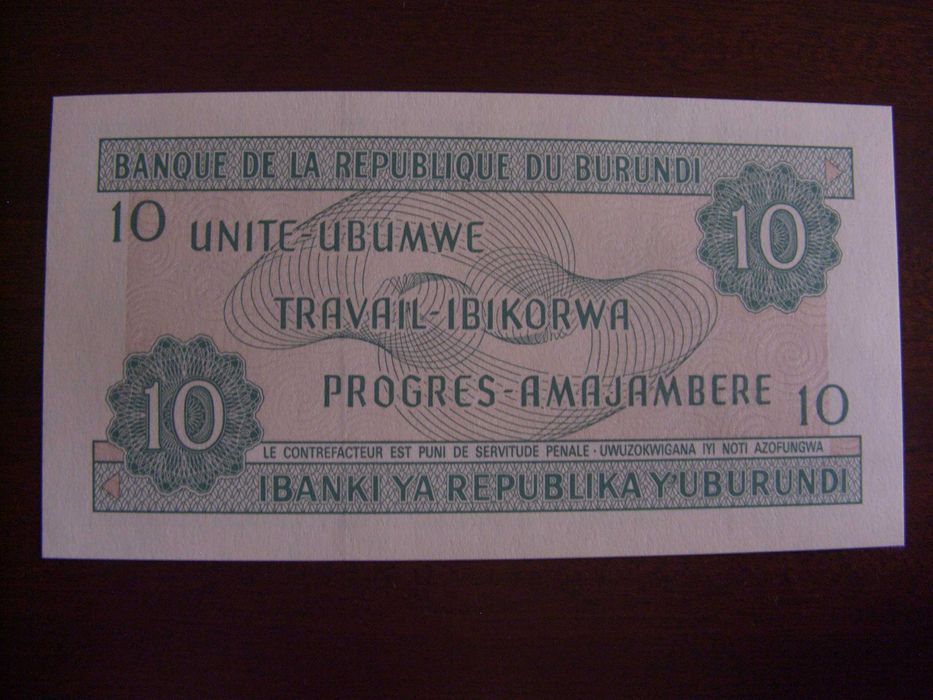 BANQUE DE LA REPUBLIQUE DU BURUNDI
10
10
UNITE-UBUMWE
TRAVAIL-IBIKORWA
PROGRES-AMAJAMBERE
10
10
LE CONTREFACTEUR EST PUNI DE SERVITUDE PENALE · UWUZOKWIGANA IYI NOTI AZOFUNGWA
IBANKI YA REPUBLIKA Y'UBURUNDI